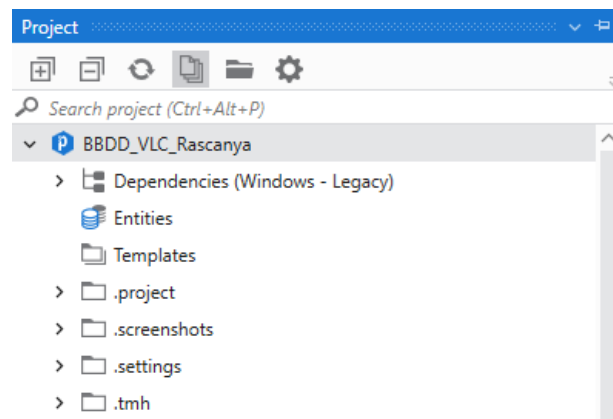 Project
Search project (Ctrl+Alt+P)
BBDD_VLC_Rascanya
Dependencies (Windows - Legacy)
Entities
Templates
.project
.screenshots
.settings
.tmh